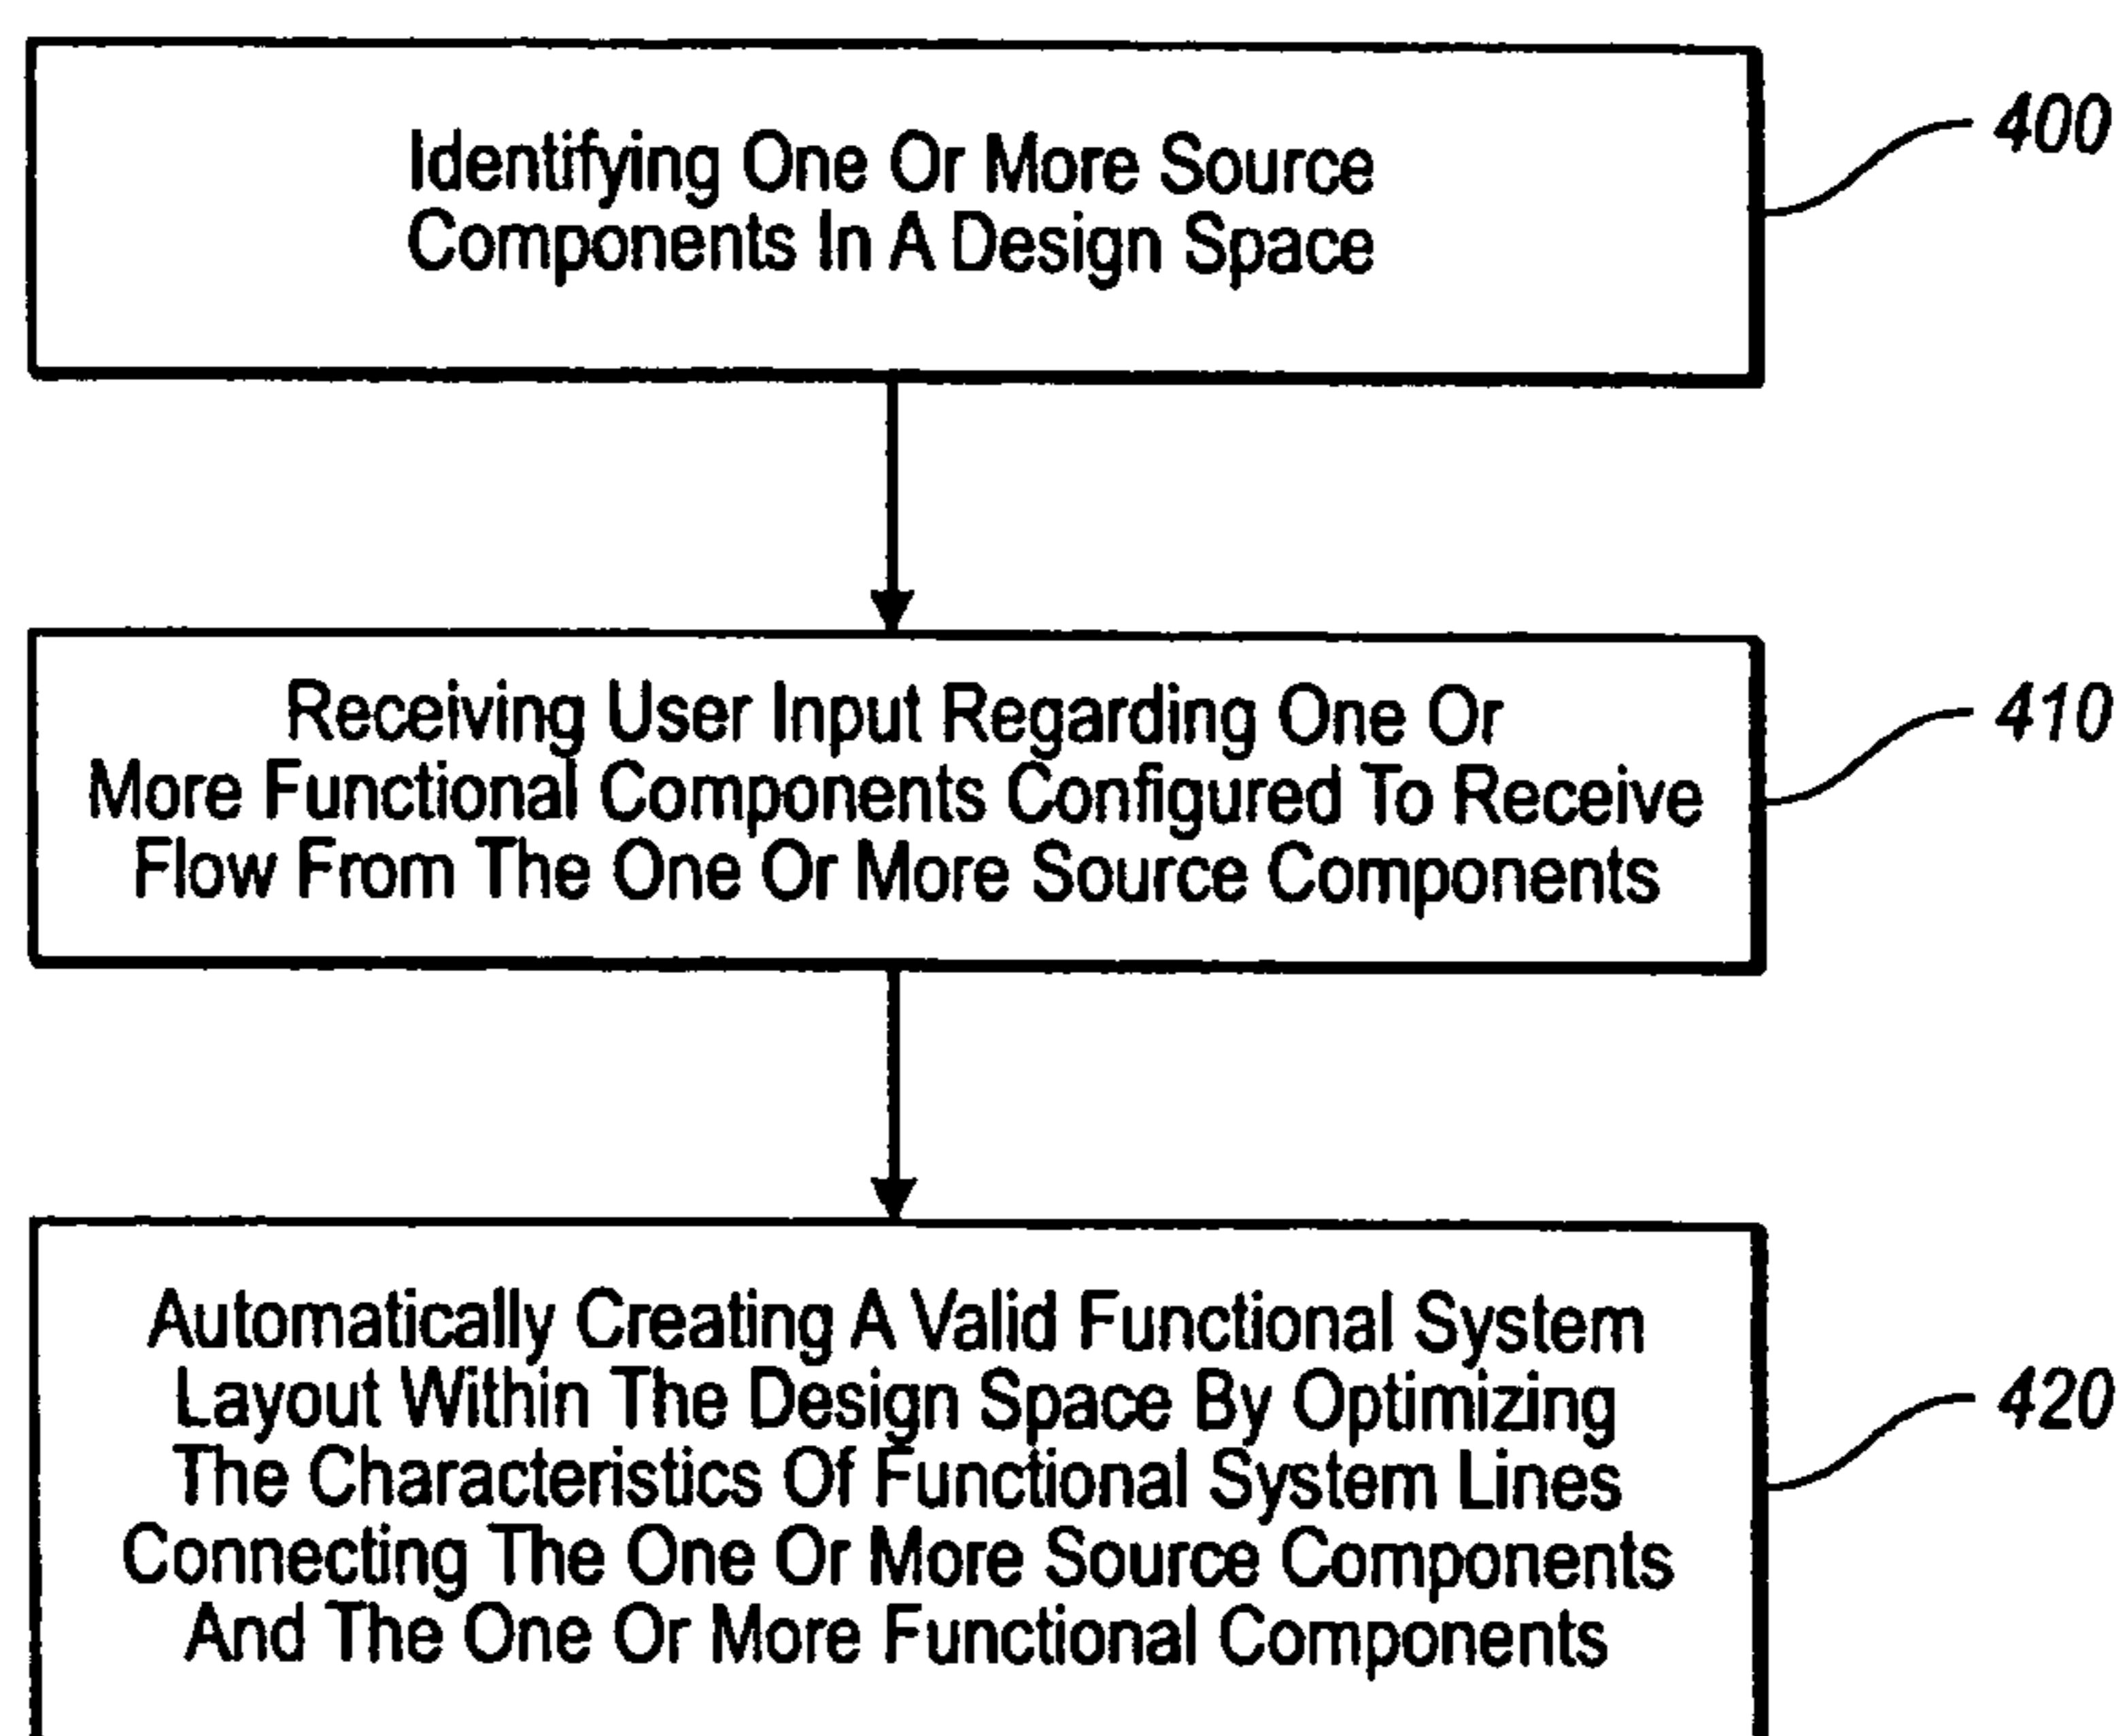 Identifying One Or More Source
Components In A Design Space
400
Receiving User Input Regarding One Or
More Functional Components Configured To Receive
Flow From The One Or More Source Components
410
Automatically Creating A Valid Functional System
Layout Within The Design Space By Optimizing
The Characteristics Of Functional System Lines
Connecting The One Or More Source Components
And The One Or More Functional Components
420